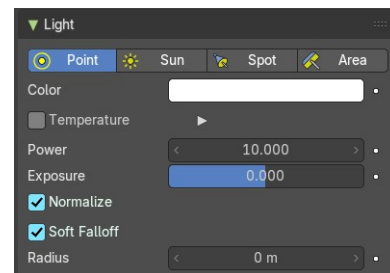 Light
Point Sun Spot Area
Color
Temperature
Power 10.000
Exposure 0.000
Normalize
Soft Falloff
Radius 0 m